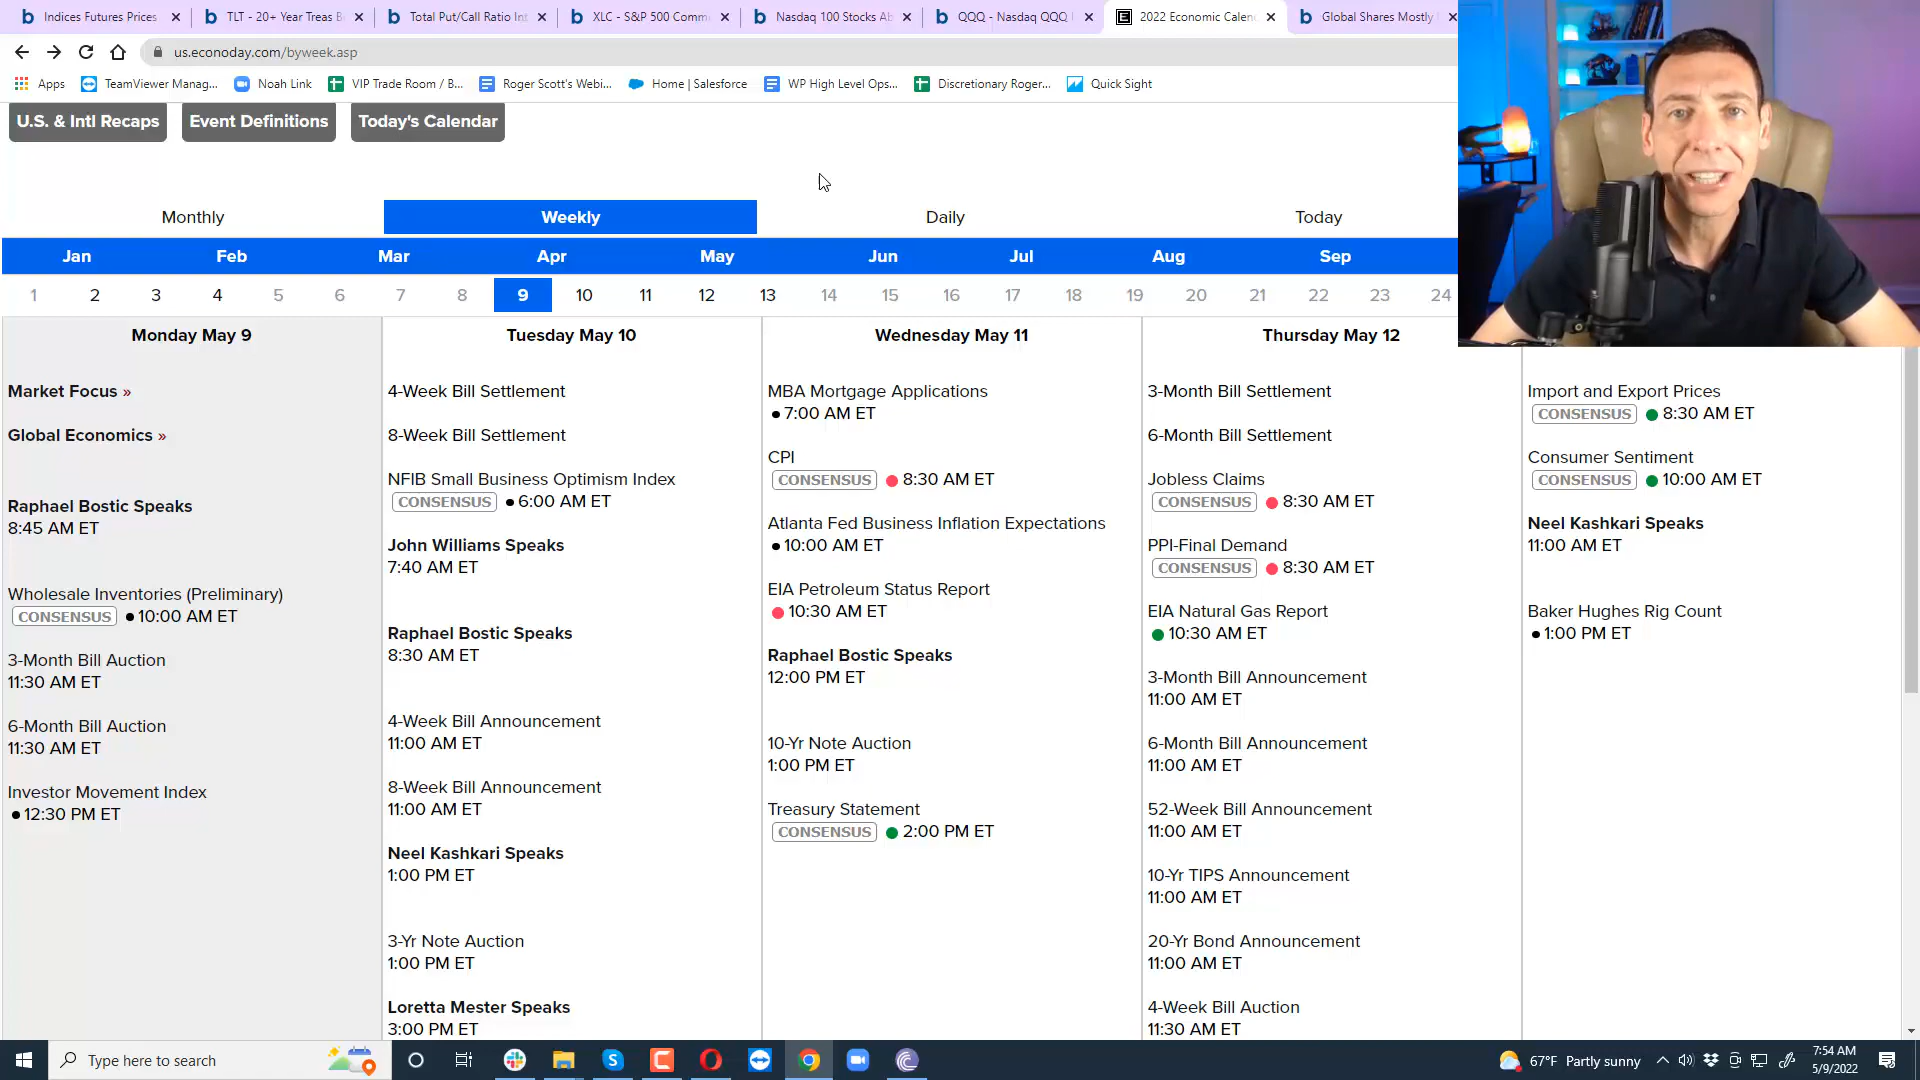 Indices Futures Prices
TLT - 20+ Year Treas B
Total Put/Call Ratio Int
XLC - S&P 500 Comm
Nasdaq 100 Stocks Ab
QQQ - Nasdaq QQQ
2022 Economic Calen
Global Shares Mostly
us.econoday.com/byweek.asp
Apps
TeamViewer Manag...
Noah Link
VIP Trade Room / B...
Roger Scott's Webi...
Home | Salesforce
WP High Level Ops...
Discretionary Roger...
Quick Sight
U.S. & Intl Recaps
Event Definitions
Today's Calendar
Monthly
Weekly
Daily
Today
Jan Feb Mar Apr May Jun Jul Aug Sep
1 2 3 4 5 6 7 8 9 10 11 12 13 14 15 16 17 18 19 20 21 22 23 24
Monday May 9
Market Focus »
Global Economics »
Raphael Bostic Speaks
8:45 AM ET
Wholesale Inventories (Preliminary)
CONSENSUS 10:00 AM ET
3-Month Bill Auction
11:30 AM ET
6-Month Bill Auction
11:30 AM ET
Investor Movement Index
12:30 PM ET
Tuesday May 10
4-Week Bill Settlement
8-Week Bill Settlement
NFIB Small Business Optimism Index
CONSENSUS 6:00 AM ET
John Williams Speaks
7:40 AM ET
Raphael Bostic Speaks
8:30 AM ET
4-Week Bill Announcement
11:00 AM ET
8-Week Bill Announcement
11:00 AM ET
Neel Kashkari Speaks
1:00 PM ET
3-Yr Note Auction
1:00 PM ET
Loretta Mester Speaks
3:00 PM ET
Wednesday May 11
MBA Mortgage Applications
7:00 AM ET
CPI
CONSENSUS 8:30 AM ET
Atlanta Fed Business Inflation Expectations
10:00 AM ET
EIA Petroleum Status Report
10:30 AM ET
Raphael Bostic Speaks
12:00 PM ET
10-Yr Note Auction
1:00 PM ET
Treasury Statement
CONSENSUS 2:00 PM ET
Thursday May 12
3-Month Bill Settlement
6-Month Bill Settlement
Jobless Claims
CONSENSUS 8:30 AM ET
PPI-Final Demand
CONSENSUS 8:30 AM ET
EIA Natural Gas Report
10:30 AM ET
3-Month Bill Announcement
11:00 AM ET
6-Month Bill Announcement
11:00 AM ET
52-Week Bill Announcement
11:00 AM ET
10-Yr TIPS Announcement
11:00 AM ET
20-Yr Bond Announcement
11:00 AM ET
4-Week Bill Auction
11:30 AM ET
Import and Export Prices
CONSENSUS 8:30 AM ET
Consumer Sentiment
CONSENSUS 10:00 AM ET
Neel Kashkari Speaks
11:00 AM ET
Baker Hughes Rig Count
1:00 PM ET
Type here to search
67°F Partly sunny
7:54 AM
5/9/2022